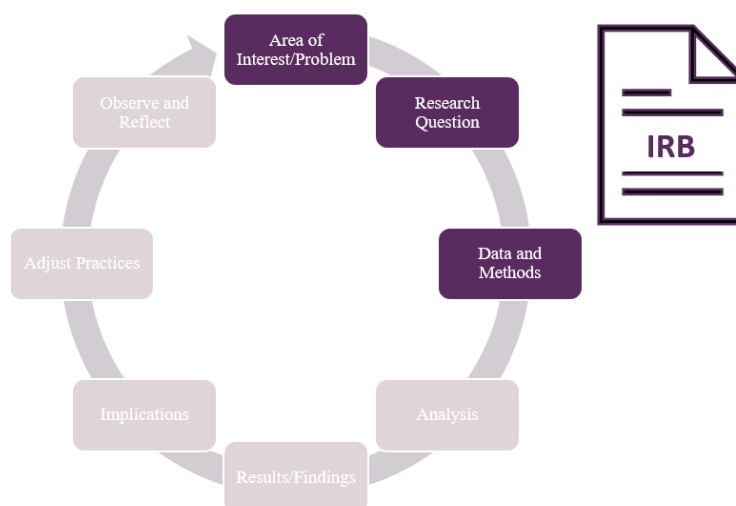 Area of
Interest/Problem
Research
Question
Data and
Methods
Analysis
Results/Findings
Implications
Adjust Practices
Observe and
Reflect
IRB